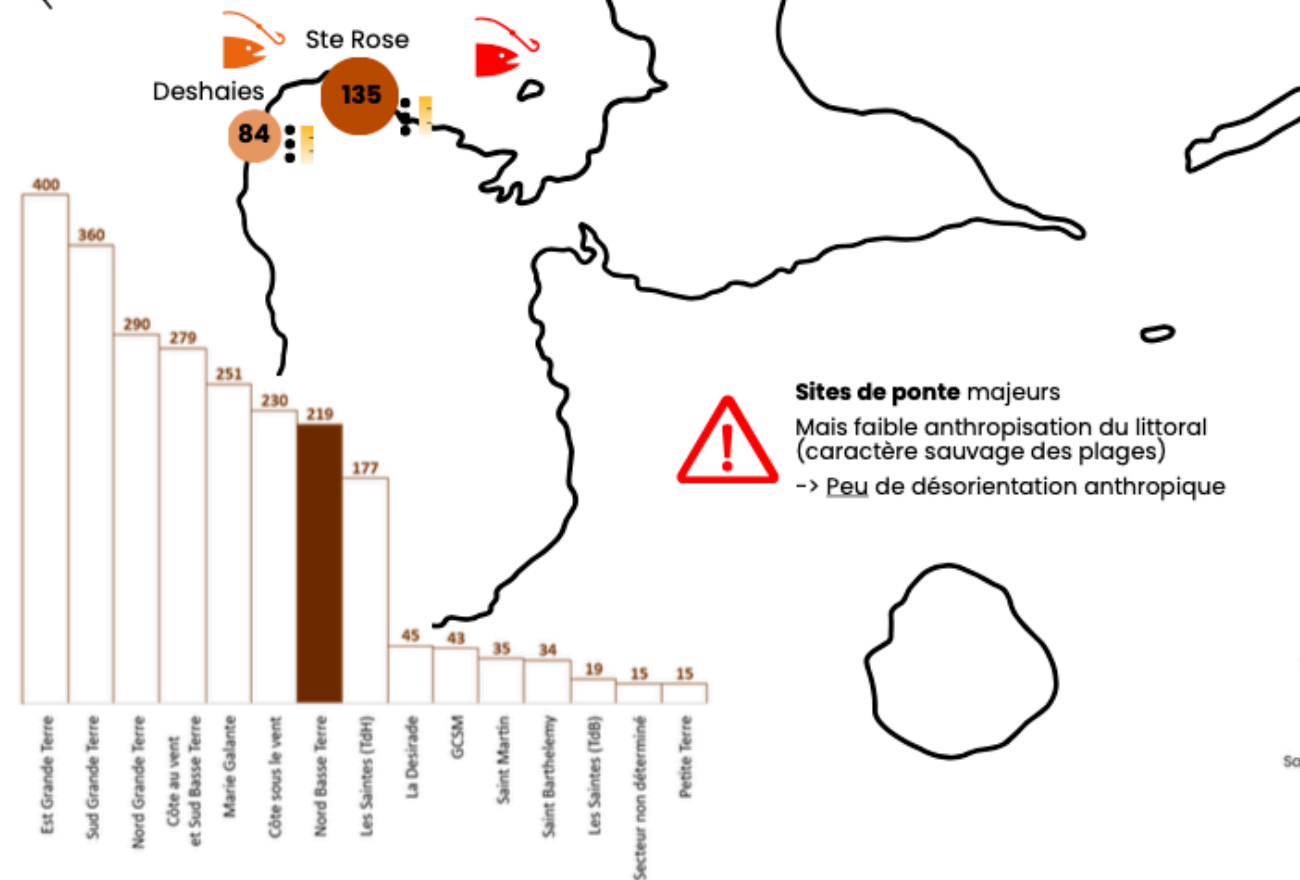 Ste Rose
Deshaies
135
84
400
360
290
279
251
230
219
177
45
43
35
34
19
15
15
Sites de ponte majeurs
Mais faible anthropisation du littoral
(caractère sauvage des plages)
-> Peu de désorientation anthropique
Est Grande Terre
Sud Grande Terre
Nord Grande Terre
Côte au vent
et Sud Basse Terre
Marie Galante
Côte sous le vent
Nord Basse Terre
Les Saintes (TdH)
La Desirade
GCSM
Saint Martin
Saint Barthelemy
Les Saintes (TdB)
Secteur non déterminé
Petite Terre